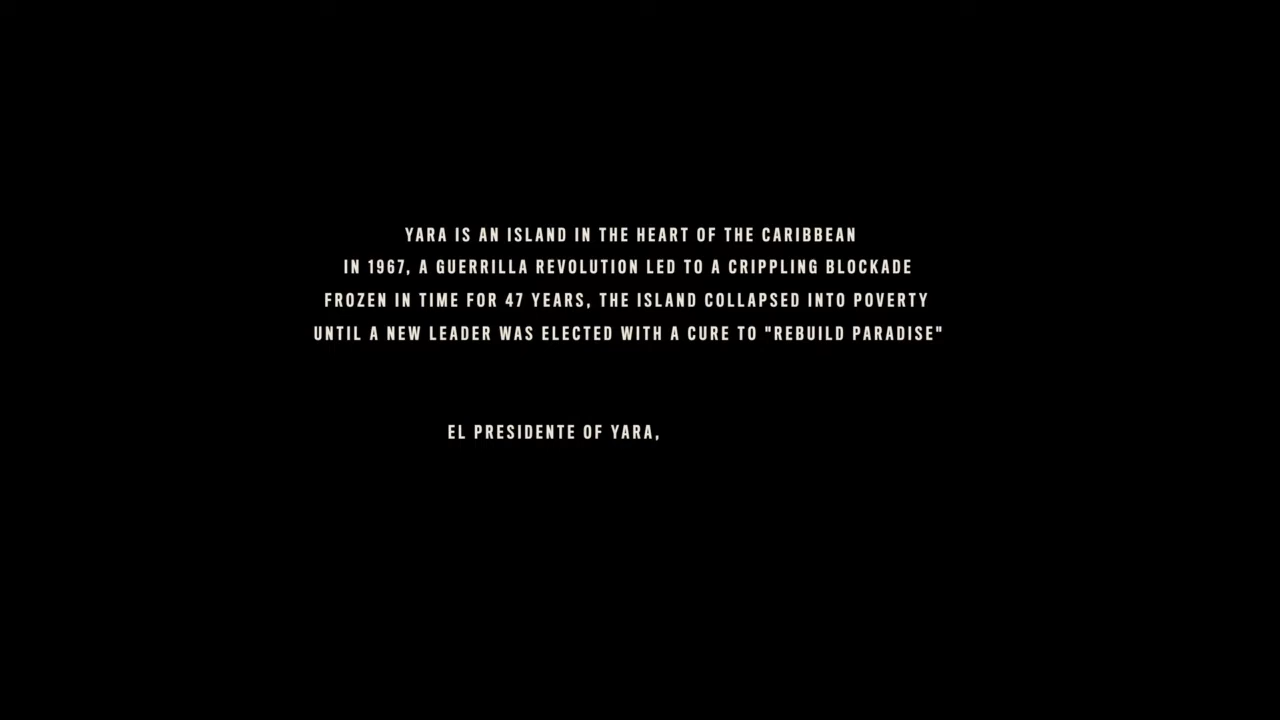 YARA IS AN ISLAND IN THE HEART OF THE CARIBBEAN
IN 1967, A GUERRILLA REVOLUTION LED TO A CRIPPLING BLOCKADE
FROZEN IN TIME FOR 47 YEARS, THE ISLAND COLLAPSED INTO POVERTY
UNTIL A NEW LEADER WAS ELECTED WITH A CURE TO "REBUILD PARADISE"
EL PRESIDENTE OF YARA,